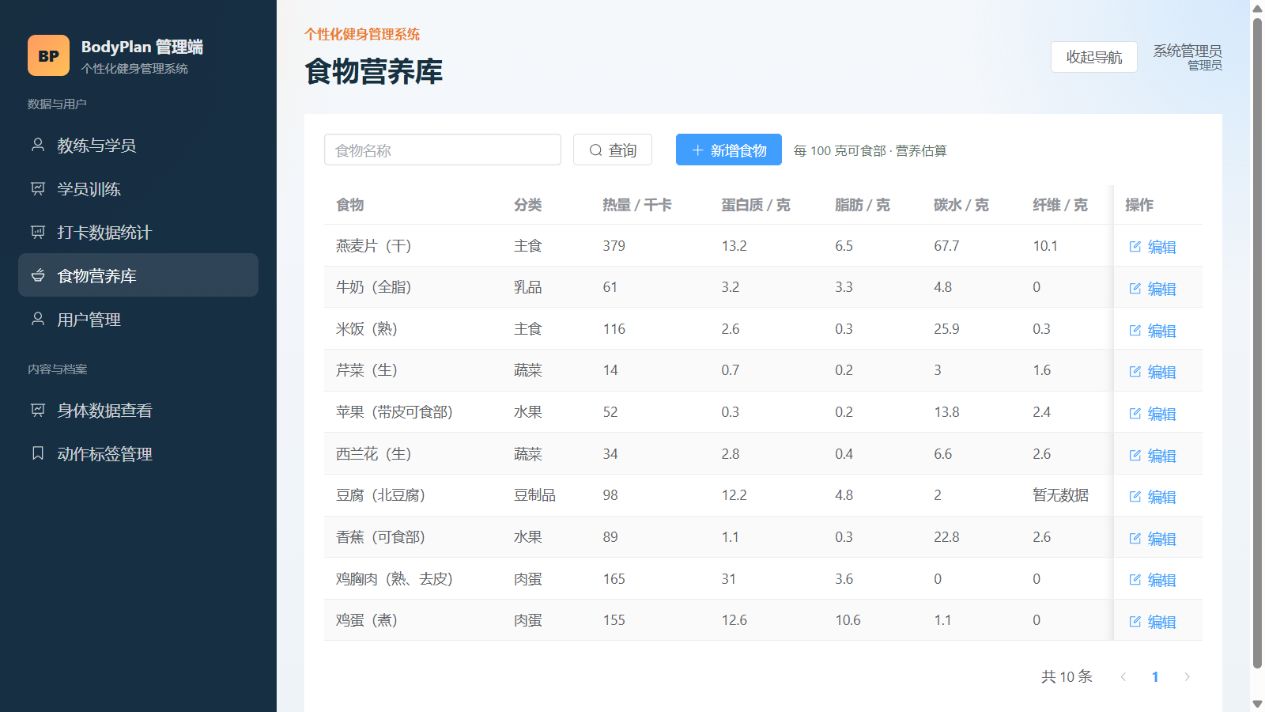 BP
BodyPlan 管理端
个性化健身管理系统
数据与用户
教练与学员
学员训练
打卡数据统计
食物营养库
用户管理
内容与档案
身体数据查看
动作标签管理
个性化健身管理系统
食物营养库
收起导航
系统管理员
管理员
食物名称 查询 新增食物 每 100 克可食部 · 营养估算
食物 分类 热量 / 千卡 蛋白质 / 克 脂肪 / 克 碳水 / 克 纤维 / 克 操作
燕麦片（干） 主食 379 13.2 6.5 67.7 10.1 编辑
牛奶（全脂） 乳品 61 3.2 3.3 4.8 0 编辑
米饭（熟） 主食 116 2.6 0.3 25.9 0.3 编辑
芹菜（生） 蔬菜 14 0.7 0.2 3 1.6 编辑
苹果（带皮可食部） 水果 52 0.3 0.2 13.8 2.4 编辑
西兰花（生） 蔬菜 34 2.8 0.4 6.6 2.6 编辑
豆腐（北豆腐） 豆制品 98 12.2 4.8 2 暂无数据 编辑
香蕉（可食部） 水果 89 1.1 0.3 22.8 2.6 编辑
鸡胸肉（熟、去皮） 肉蛋 165 31 3.6 0 0 编辑
鸡蛋（煮） 肉蛋 155 12.6 10.6 1.1 0 编辑
共 10 条 1